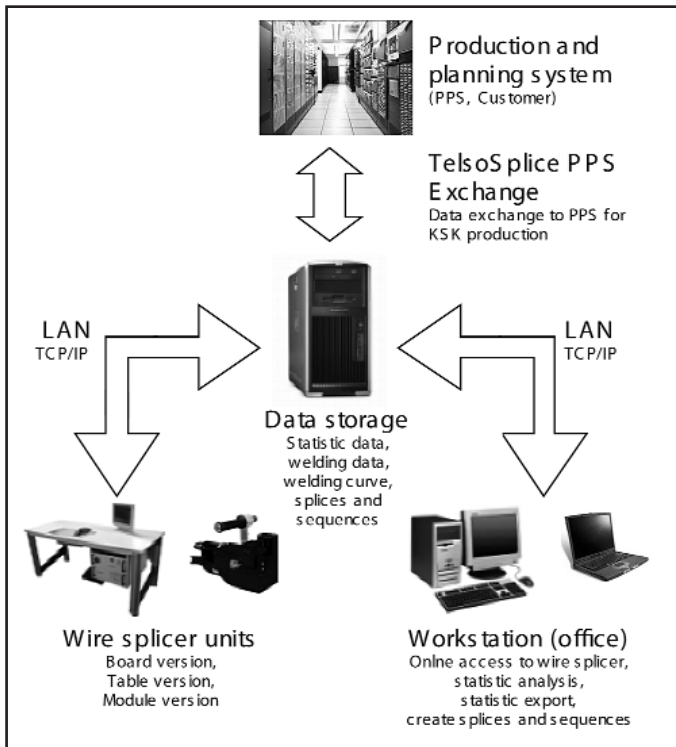 Production and
planning system
(PPS, Customer)
TelsoSplice PPS
Exchange
Data exchange to PPS for
KSK production
LAN
TCP/IP
LAN
TCP/IP
Data storage
Statistic data,
welding data,
welding curve,
splices and
sequences
Wire splicer units
Board version,
Table version,
Module version
Workstation (office)
Onlne access to wire splicer,
statistic analysis,
statistic export,
create splices and sequences